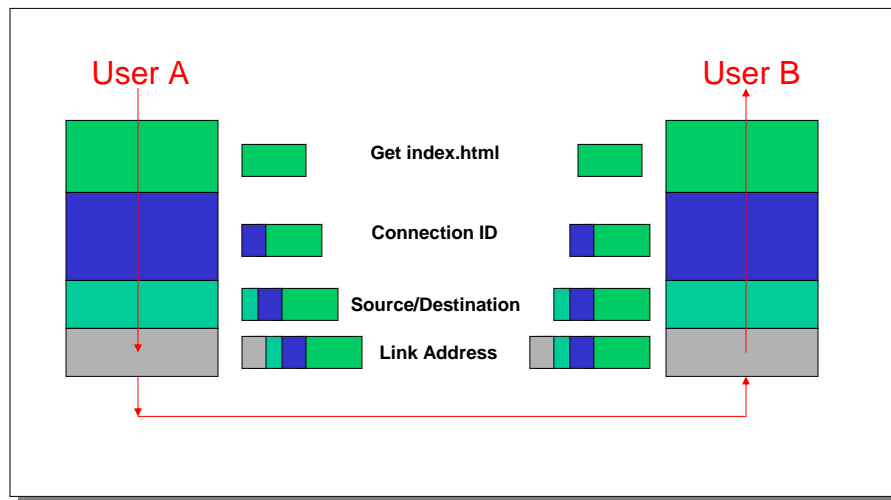 User A
User B
Get index.html
Connection ID
Source/Destination
Link Address